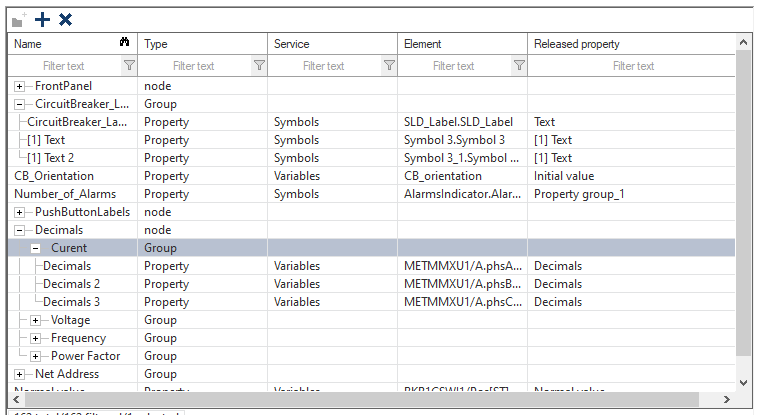 Name Type Service Element Released property
Filter text Filter text Filter text Filter text Filter text
FrontPanel node
CircuitBreaker_L... Group
CircuitBreaker_La... Property Symbols SLD_Label.SLD_Label Text
[1] Text Property Symbols Symbol 3.Symbol 3 [1] Text
[1] Text 2 Property Symbols Symbol 3_1.Symbol ... [1] Text
CB_Orientation Property Variables CB_orientation Initial value
Number_of_Alarms Property Symbols AlarmsIndicator.Alar... Property group_1
PushButtonLabels node
Decimals node
Curent Group
Decimals Property Variables METMMXU1/A.phsA... Decimals
Decimals 2 Property Variables METMMXU1/A.phsB... Decimals
Decimals 3 Property Variables METMMXU1/A.phsC... Decimals
Voltage Group
Frequency Group
Power Factor Group
Net Address Group
Normal value Property Variables Normal value